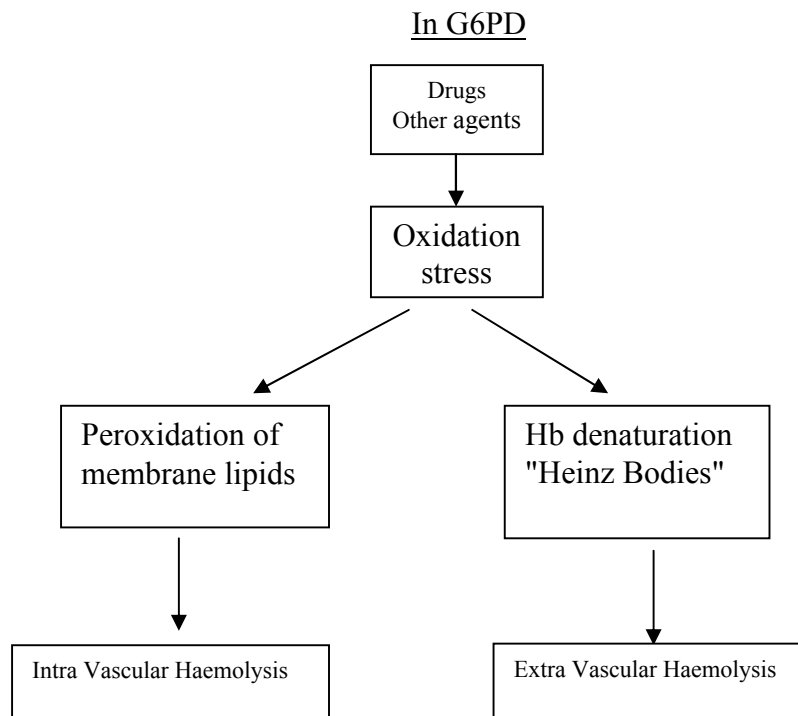 In G6PD
Drugs
Other agents
Oxidation
stress
Peroxidation of
membrane lipids
Hb denaturation
"Heinz Bodies"
Intra Vascular Haemolysis
Extra Vascular Haemolysis